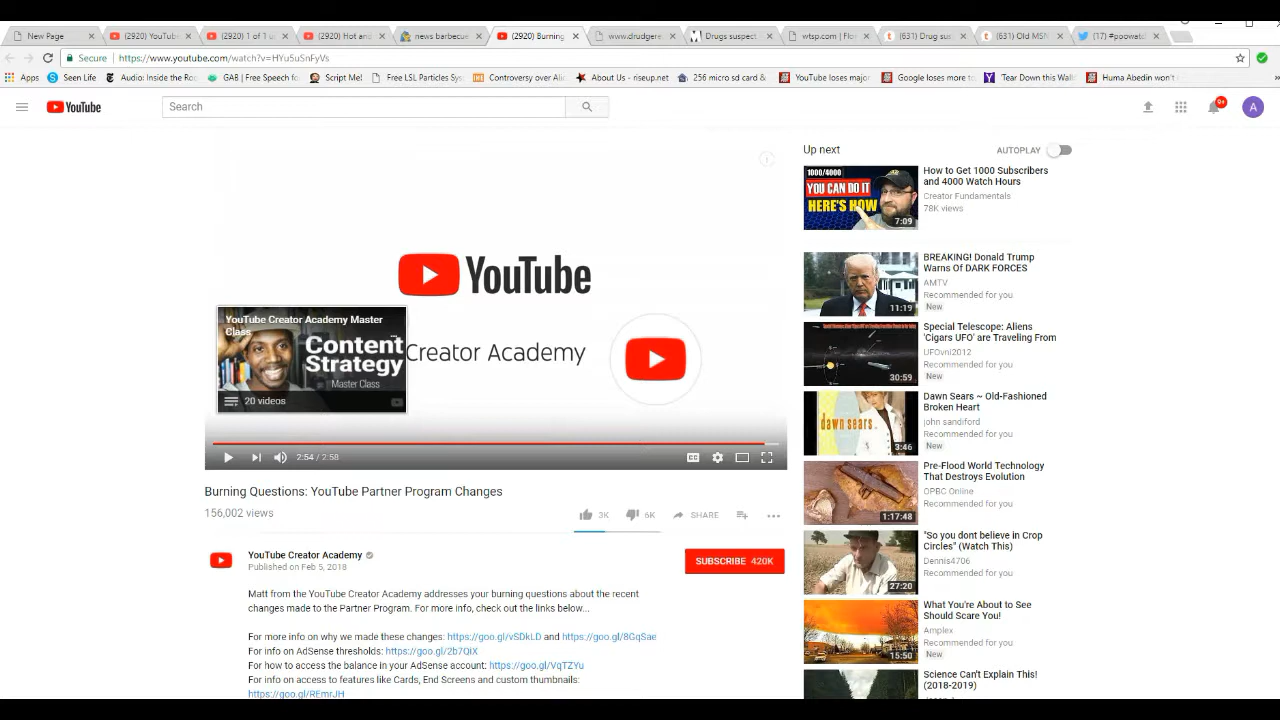 New Page
(2920) YouTu
(2920) 1 of 1 u
(2920) Hot an
news barbecue
(2920) Burning
www.drudgere
Drugs suspect
wtsp.com | Flo
(631) Drug sus
(631) Old MSN
(17) #ppvwatc
Secure
https://www.youtube.com/watch?v=HYu5uSnFyVs
Apps
Seen Life
Audio: Inside the Ro
GA8 | Firefly Space &
Script Mel
Free LSL Particle Sy
Controversy over Ali
About Us - riseup.net
256 micro sd card &
YouTube loses major
Google loses more to
Tear Down this Wall
Huma Abedin won't
YouTube
Search
9+
A
Up next
AUTOPLAY
1000/4000
YOU CAN DO IT
HERE'S HOW
7:09
How to Get 1000 Subscribers
and 4000 Watch Hours
Creator Fundamentals
78K views
YouTube
Creator Academy
YouTube Creator Academy Master
Class
Content
Strategy
Master Class
20 videos
2:54 / 2:58
CC
BREAKING! Donald Trump
Warns Of DARK FORCES
AMTV
Recommended for you
New
11:19
Special Telescope: Aliens
'Cigars UFO' are Traveling From
UFOvni2012
Recommended for you
New
30:59
dawn sears
3:46
Dawn Sears ~ Old-Fashioned
Broken Heart
john sandiford
Recommended for you
New
1:17:48
Pre-Flood World Technology
That Destroys Evolution
OPBC Online
Recommended for you
27:20
"So you dont believe in Crop
Circles" (Watch This)
Dennis4706
Recommended for you
15:50
What You're About to See
Should Scare You!
Amplex
Recommended for you
New
Science Can't Explain This!
(2018-2019)
Burning Questions: YouTube Partner Program Changes
156,002 views
3K
6K
SHARE
YouTube Creator Academy
Published on Feb 5, 2018
SUBSCRIBE 420K
Matt from the YouTube Creator Academy addresses your burning questions about the recent
changes made to the Partner Program. For more info, check out the links below...
For more info on why we made these changes: https://goo.gl/vSDkLD and https://goo.gl/8GqSae
For info on AdSense thresholds: https://goo.gl/2b7QiX
For how to access the balance in your AdSense account: https://goo.gl/VqTZYu
For info on access to features like Cards, End Screens and custom thumbnails:
https://goo.gl/REmrJH